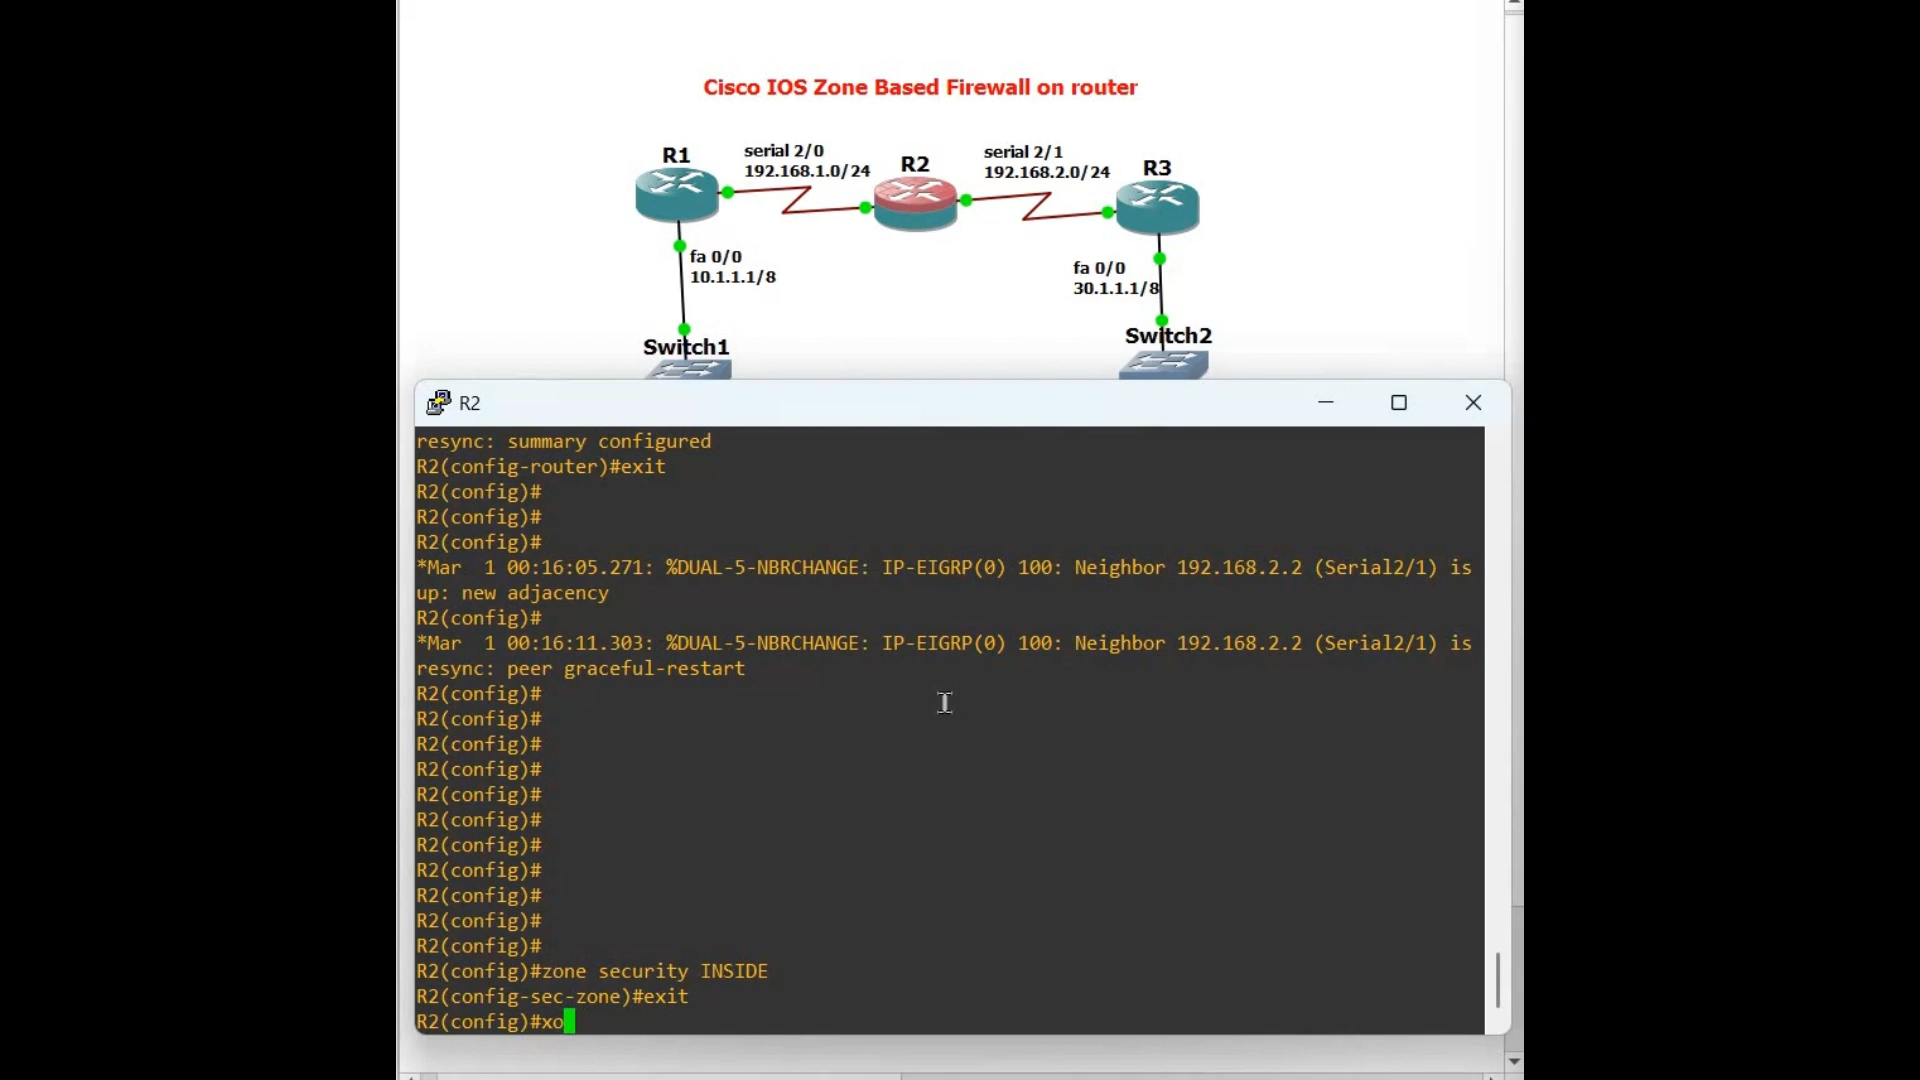 Cisco IOS Zone Based Firewall on router
R1
serial 2/0
192.168.1.0/24
R2
serial 2/1
192.168.2.0/24
R3
fa 0/0
10.1.1.1/8
fa 0/0
30.1.1.1/8
Switch1
Switch2
R2
resync: summary configured
R2(config-router)#exit
R2(config)#
R2(config)#
R2(config)#
*Mar  1 00:16:05.271: %DUAL-5-NBRCHANGE: IP-EIGRP(0) 100: Neighbor 192.168.2.2 (Serial2/1) is
up: new adjacency
R2(config)#
*Mar  1 00:16:11.303: %DUAL-5-NBRCHANGE: IP-EIGRP(0) 100: Neighbor 192.168.2.2 (Serial2/1) is
resync: peer graceful-restart
R2(config)#
R2(config)#
R2(config)#
R2(config)#
R2(config)#
R2(config)#
R2(config)#
R2(config)#
R2(config)#
R2(config)#
R2(config)#
R2(config)#zone security INSIDE
R2(config-sec-zone)#exit
R2(config)#xo